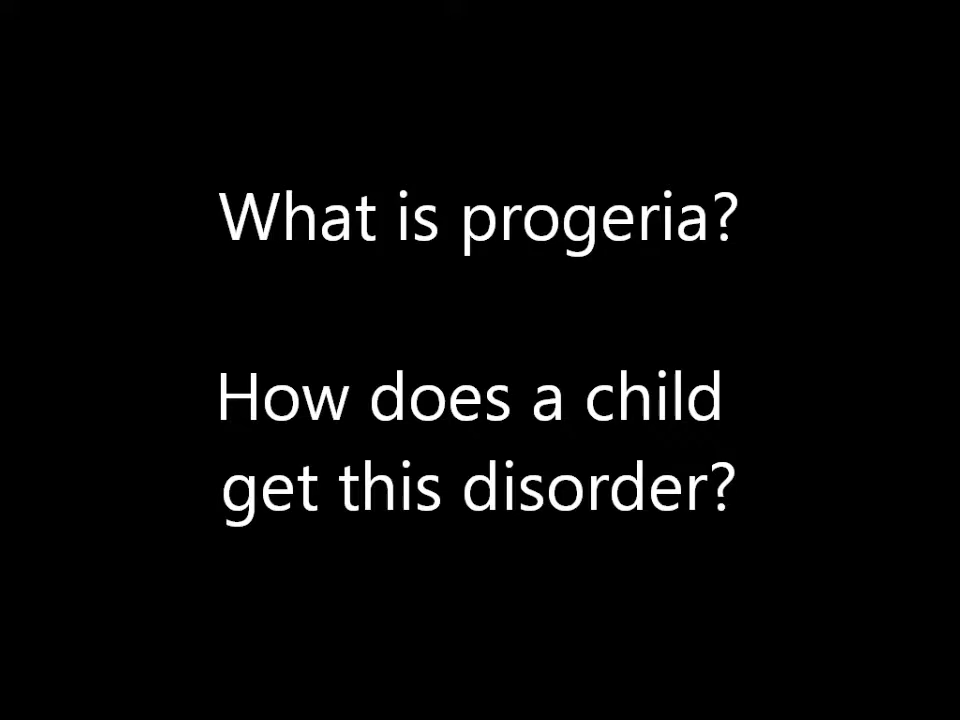 What is progeria?
How does a child
get this disorder?